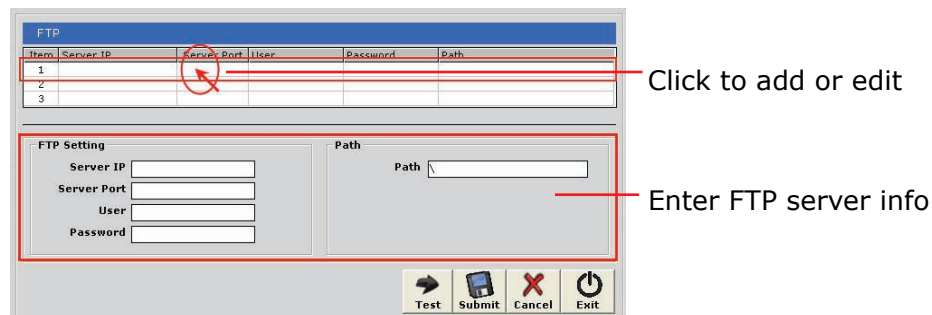 FTP
Item Server IP Server Port User Password Path
1
Click to add or edit
2
3
FTP Setting
Path
Server IP
Path \
Server Port
User
Enter FTP server info
Password
Test Submit Cancel Exit